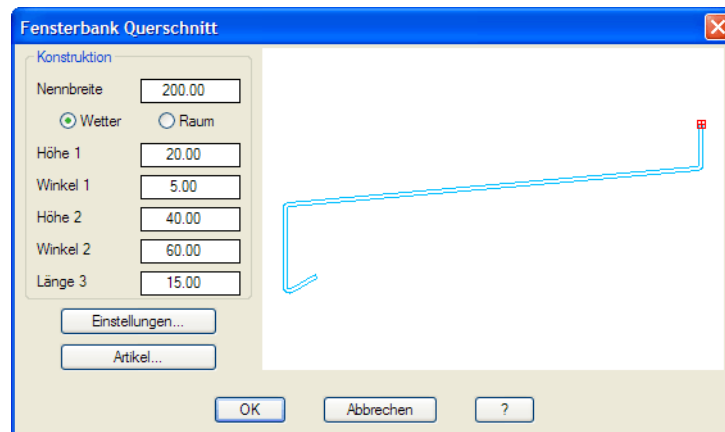 Fensterbank Querschnitt
Konstruktion
Nennbreite 200.00
Wetter Raum
Höhe 1 20.00
Winkel 1 5.00
Höhe 2 40.00
Winkel 2 60.00
Länge 3 15.00
Einstellungen...
Artikel...
OK Abbrechen ?